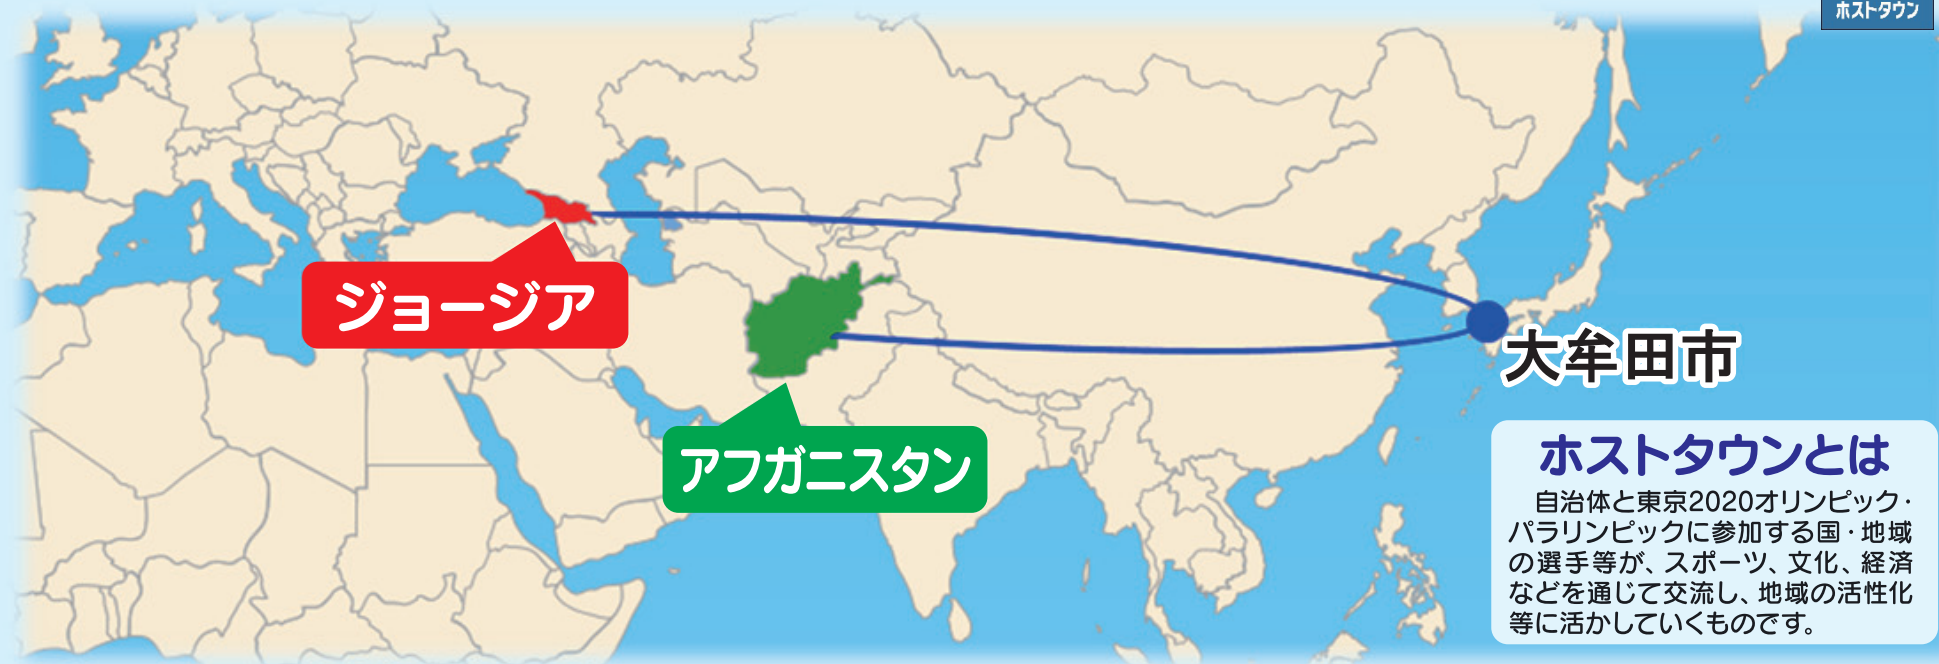 ホストタウン
ジョージア
アフガニスタン
大牟田市
ホストタウンとは
自治体と東京2020オリンピック・
パラリンピックに参加する国・地域
の選手等が、スポーツ、文化、経済
などを通じて交流し、地域の活性化
等に活かしていくものです。